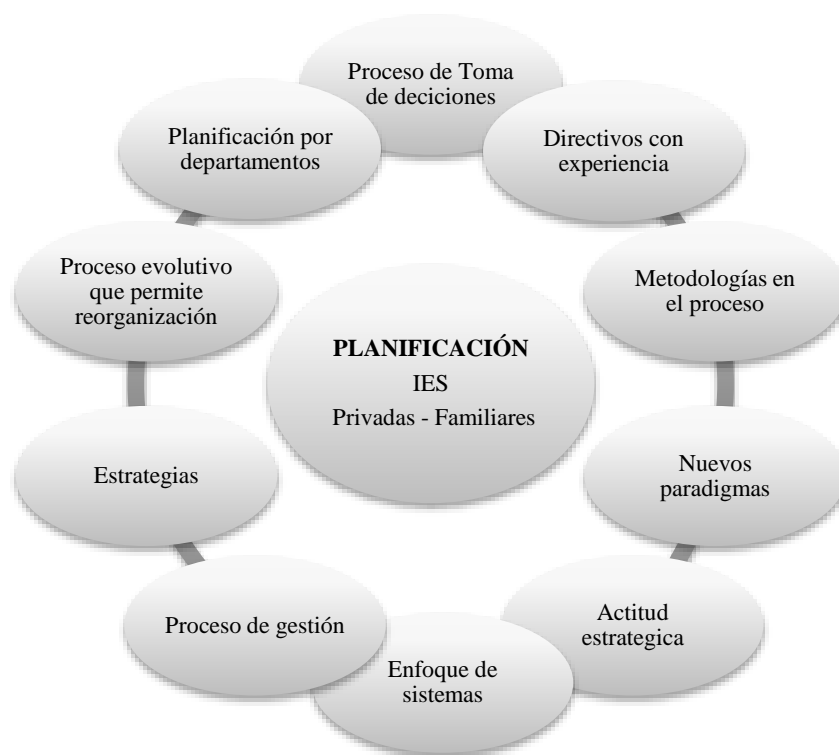 Proceso de Toma
de deciciones
Directivos con
experiencia
Metodologías en
el proceso
Nuevos
paradigmas
Actitud
estrategica
Enfoque de
sistemas
Proceso de gestión
Estrategias
Proceso evolutivo
que permite
reorganización
Planificación por
departamentos
PLANIFICACIÓN
IES
Privadas - Familiares